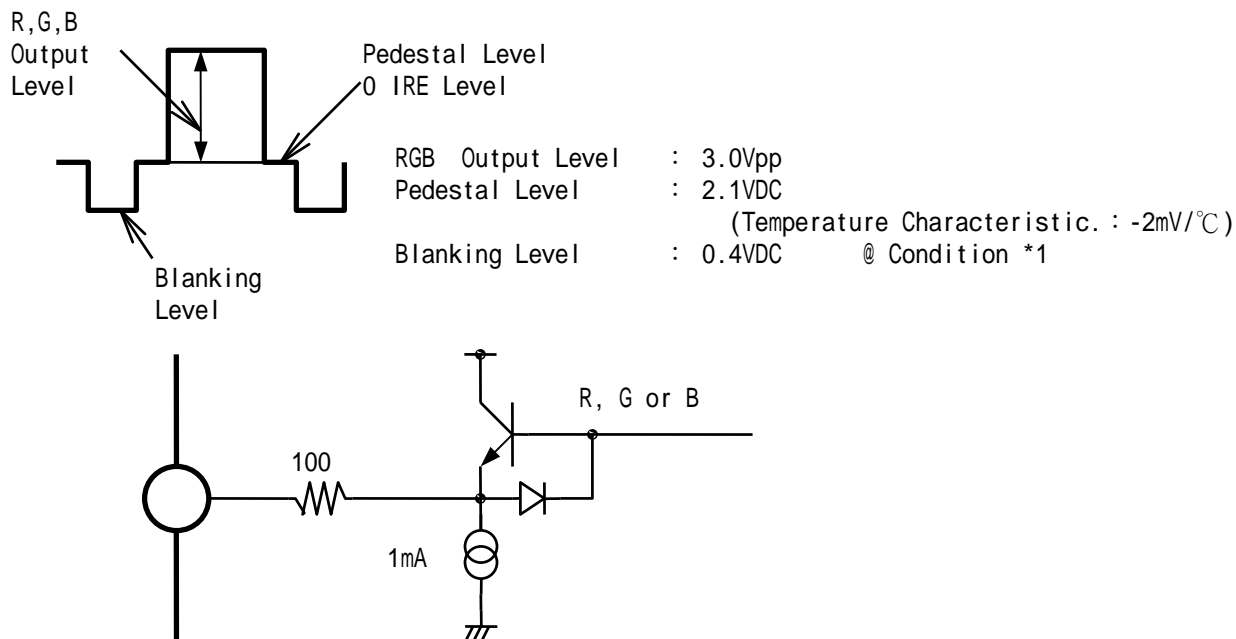 R,G,B
Output
Level
Pedestal Level
0 IRE Level
RGB Output Level : 3.0Vpp
Pedestal Level : 2.1VDC
(Temperature Characteristic.：-2mV/℃)
Blanking Level : 0.4VDC @ Condition *1
Blanking
Level
R, G or B
100
1mA